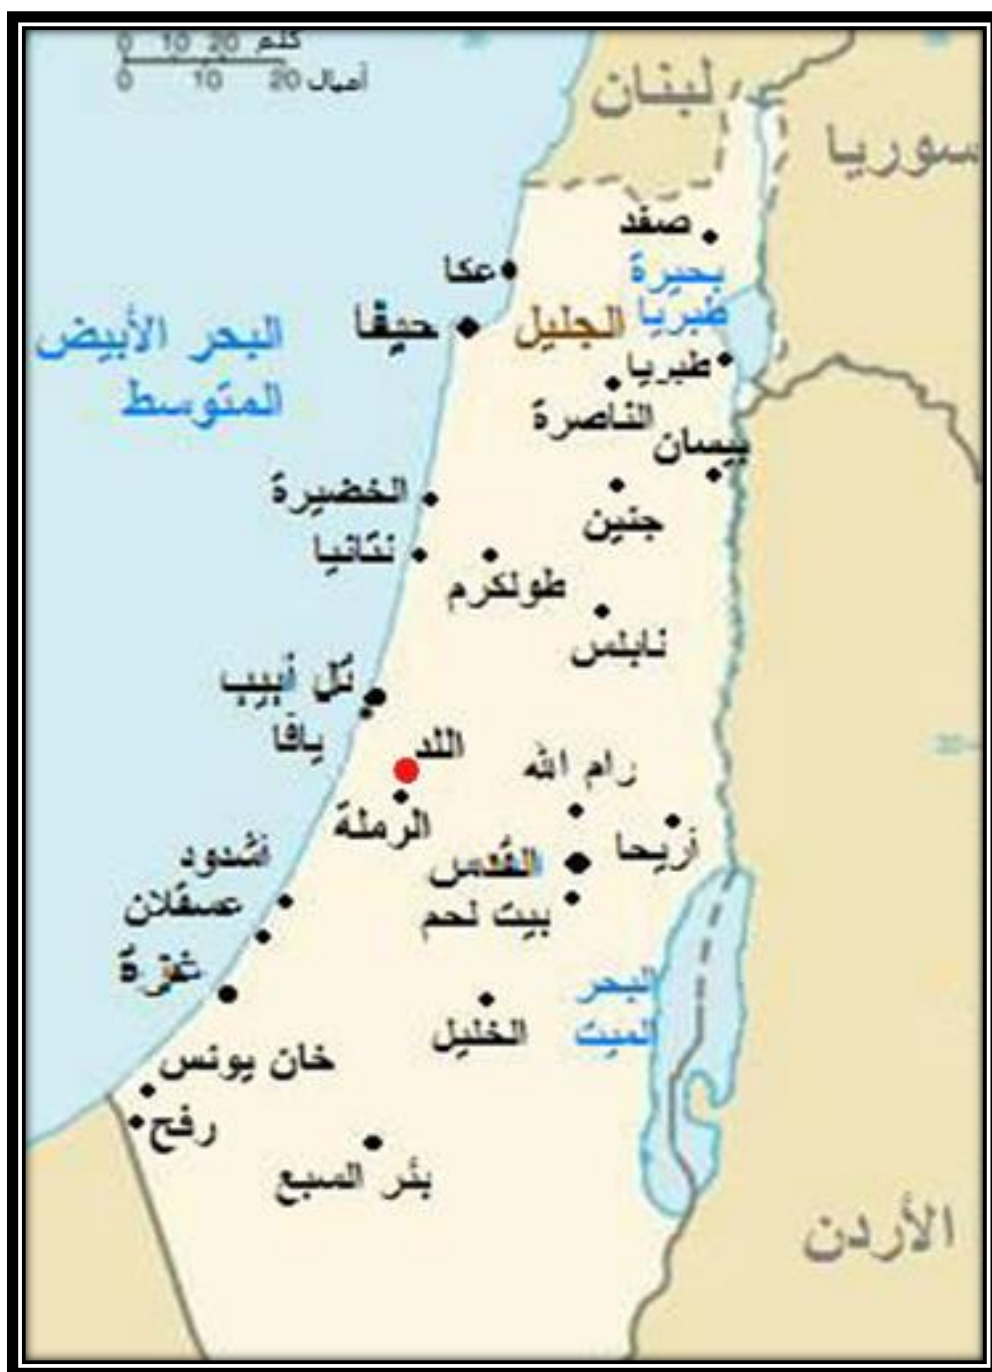 0 10 20 كلم
0 10 20 أميال
لبنان
سوريا
صفد
عكا
بحيرة
طبريا
حيفا
الجليل
البحر الأبيض
المتوسط
طبريا
الناصرة
بيسان
الخضيرة
جنين
نتانيا
طولكرم
نابلس
تل أبيب
يافا
اللد
رام الله
الرملة
أريحا
القدس
أشدود
عسقلان
بيت لحم
غزة
البحر
الميت
الخليل
خان يونس
رفح
بئر السبع
الأردن